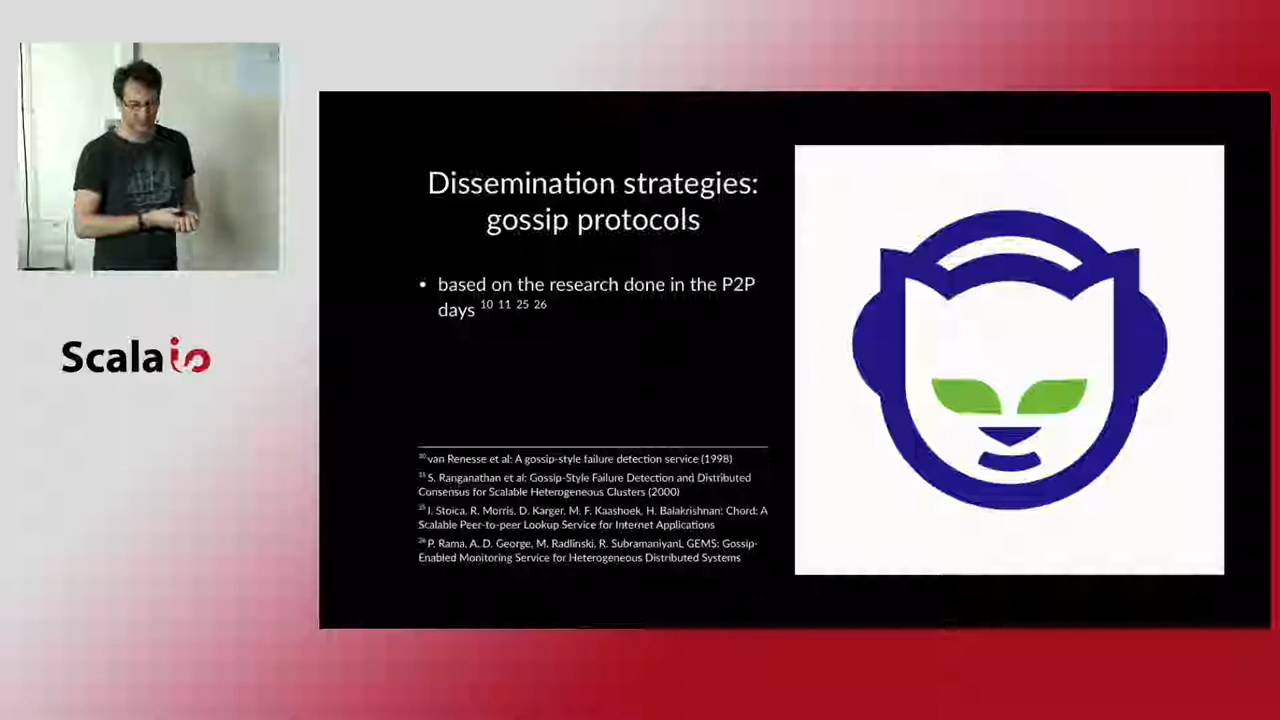 Scala io
Dissemination strategies:
gossip protocols
• based on the research done in the P2P
days 10 11 25 26
10 van Renesse et al: A gossip-style failure detection service (1998)
11 S. Ranganathan et al: Gossip-Style Failure Detection and Distributed
Consensus for Scalable Heterogeneous Clusters (2000)
25 I. Stoica, R. Morris, D. Karger, M. F. Kaashoek, H. Balakrishnan: Chord: A
Scalable Peer-to-peer Lookup Service for Internet Applications
26 P. Rama, A. D. George, M. Radlinski, R. Subramaniyan, GEMS: Gossip-
Enabled Monitoring Service for Heterogeneous Distributed Systems